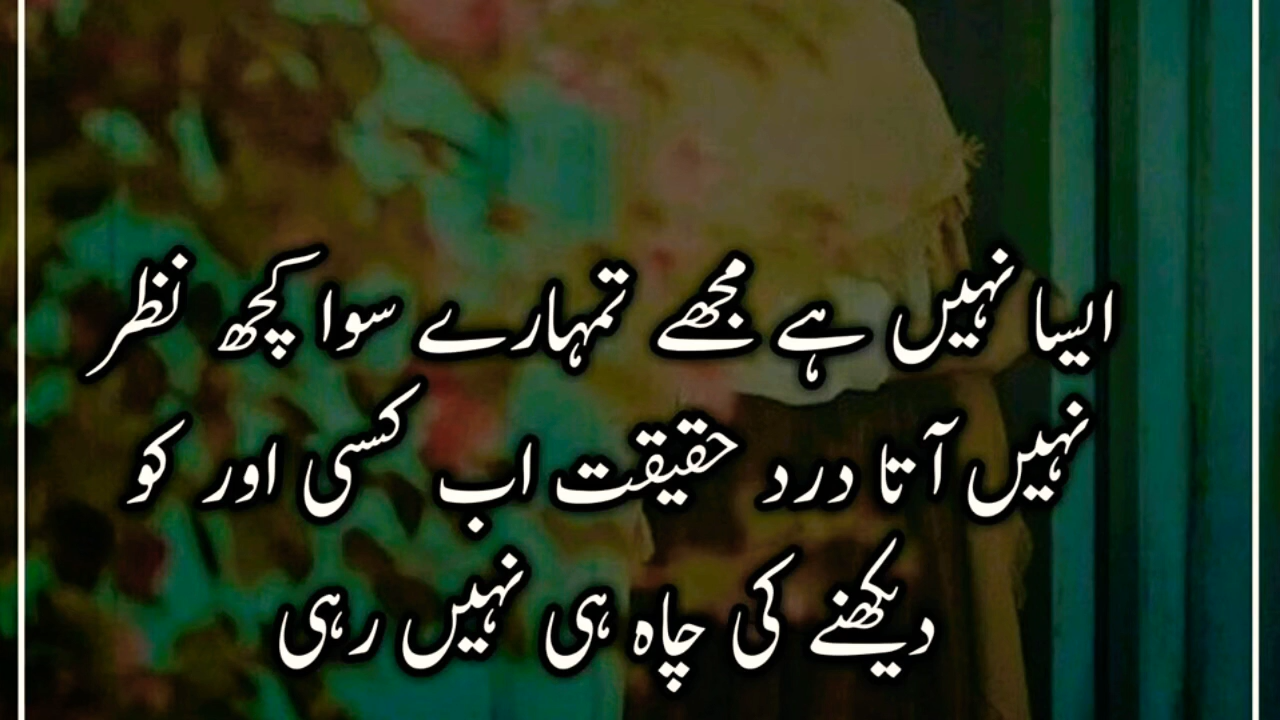 ایسا نہیں ہے مجھے تمہارے سوا کچھ نظر
نہیں آتا درد حقیقت اب کسی اور کو
دیکھنے کی چاہ ہی نہیں رہی